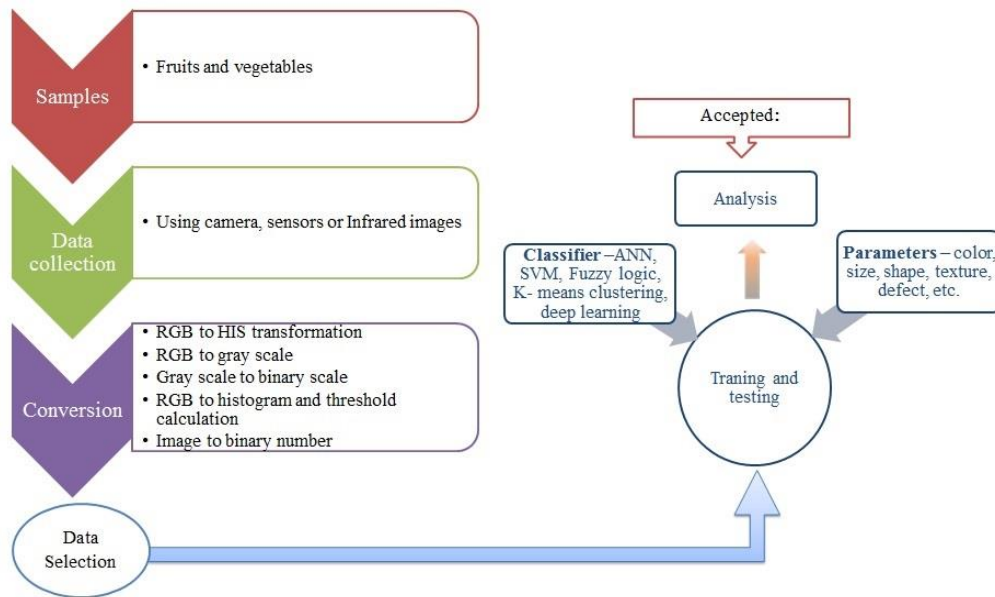 Samples
• Fruits and vegetables
Data
collection
• Using camera, sensors or Infrared images
Conversion
• RGB to HIS transformation
• RGB to gray scale
• Gray scale to binary scale
• RGB to histogram and threshold
calculation
• Image to binary number
Data
Selection
Accepted:
Analysis
Classifier –ANN,
SVM, Fuzzy logic,
K- means clustering,
deep learning
Parameters – color,
size, shape, texture,
defect, etc.
Traning and
testing